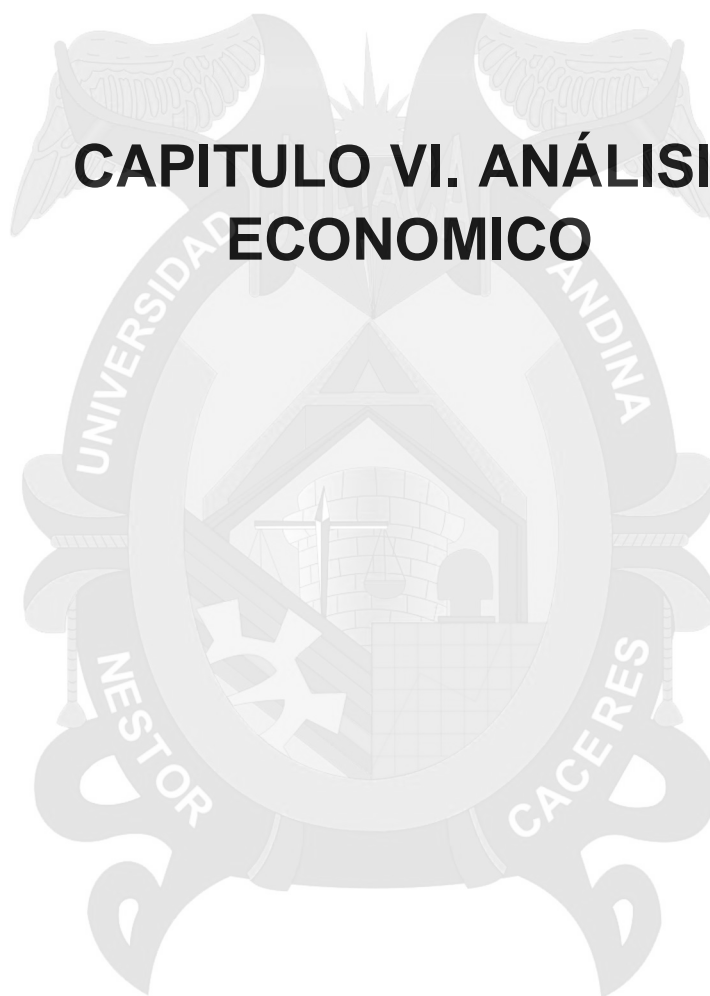 CAPITULO VI. ANÁLISI
ECONOMICO
UNIVERSIDAD
ANDINA
NESTOR
CACERES